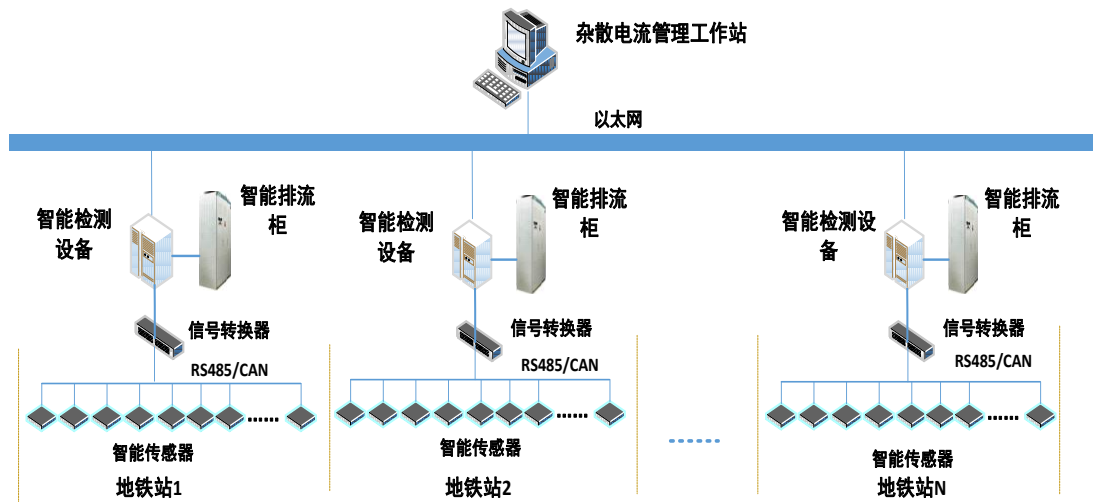 杂散电流管理工作站
以太网
智能检测
设备
智能排流
柜
信号转换器
RS485/CAN
智能传感器
地铁站1
智能检测
设备
智能排流
柜
信号转换器
RS485/CAN
智能传感器
地铁站2
智能检测设
备
智能排流
柜
信号转换器
RS485/CAN
智能传感器
地铁站N